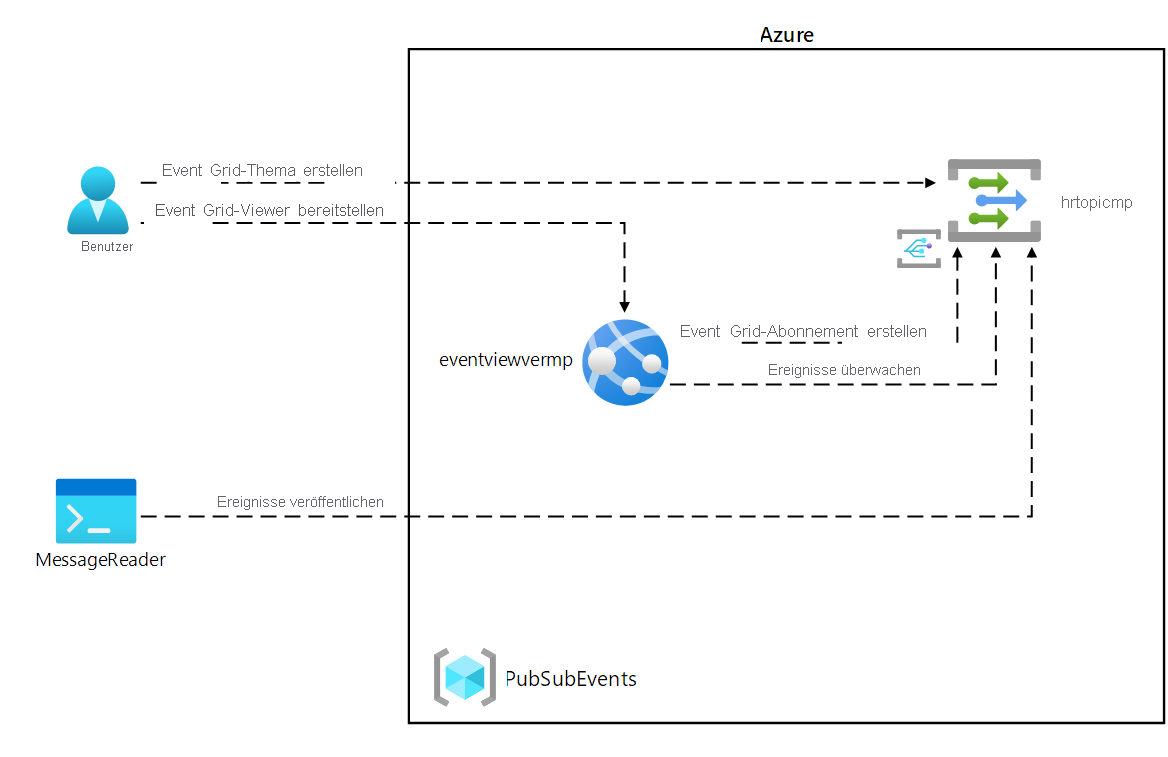 Azure
Event Grid-Thema erstellen
hrtopicmp
Event Grid-Viewer bereitstellen
Benutzer
Event Grid-Abonnement erstellen
eventviewvermp
Ereignisse überwachen
Ereignisse veröffentlichen
MessageReader
PubSubEvents